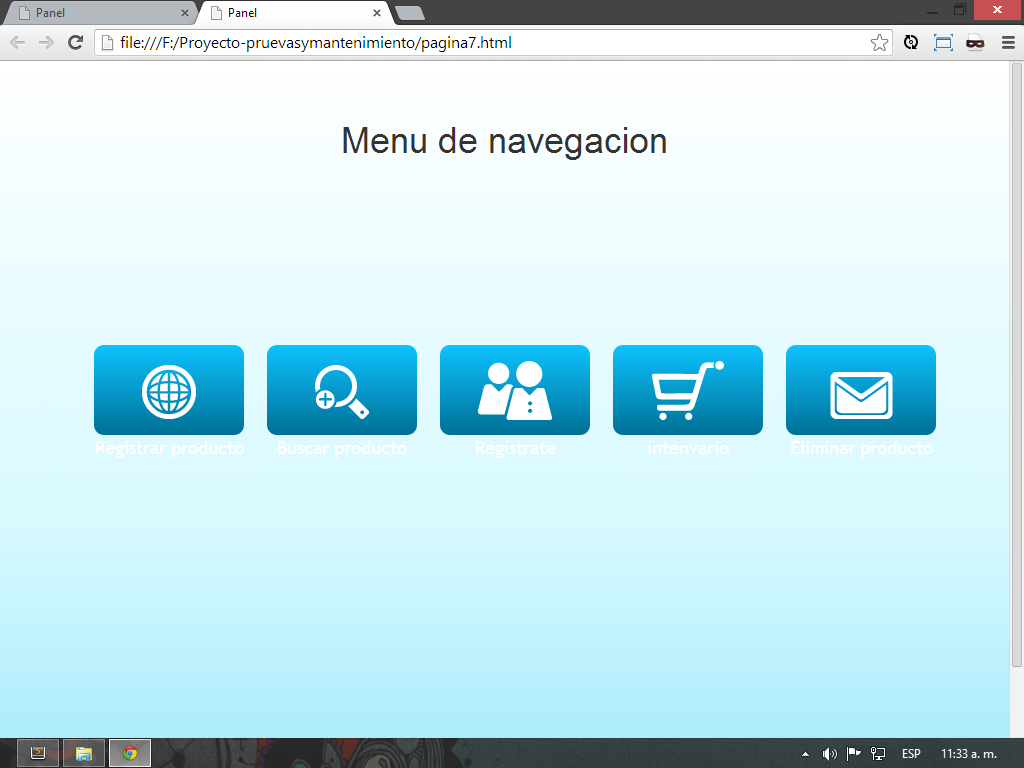 Panel
Panel
file:///F:/Proyecto-pruevasymantenimiento/pagina7.html
Menu de navegacion
Registrar producto
Buscar producto
Registrate
intenvario
Eliminar producto
ESP
11:33 a. m.